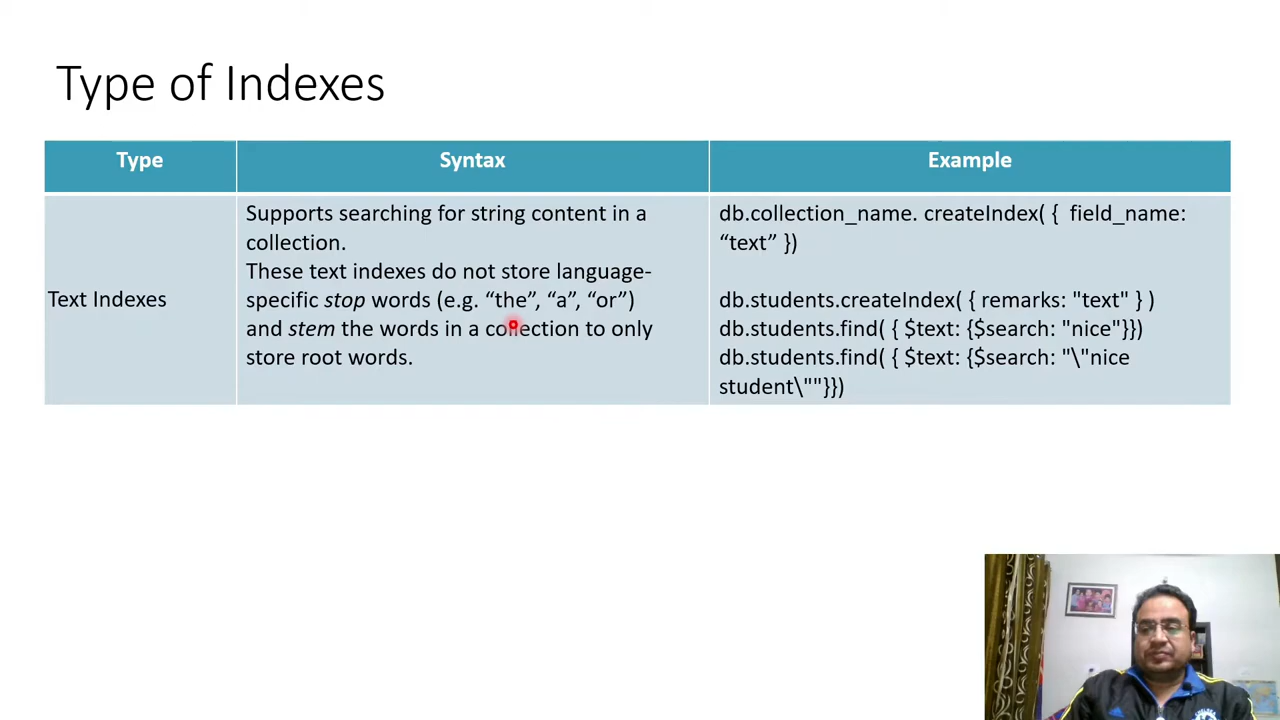 Type of Indexes
Type
Syntax
Example
Text Indexes
Supports searching for string content in a
collection.
These text indexes do not store language-
specific stop words (e.g. “the”, “a”, “or”)
and stem the words in a collection to only
store root words.
db.collection_name. createIndex( {  field_name:
“text” })
db.students.createIndex( { remarks: "text" } )
db.students.find( { $text: {$search: "nice"}})
db.students.find( { $text: {$search: "\"nice
student\""}})